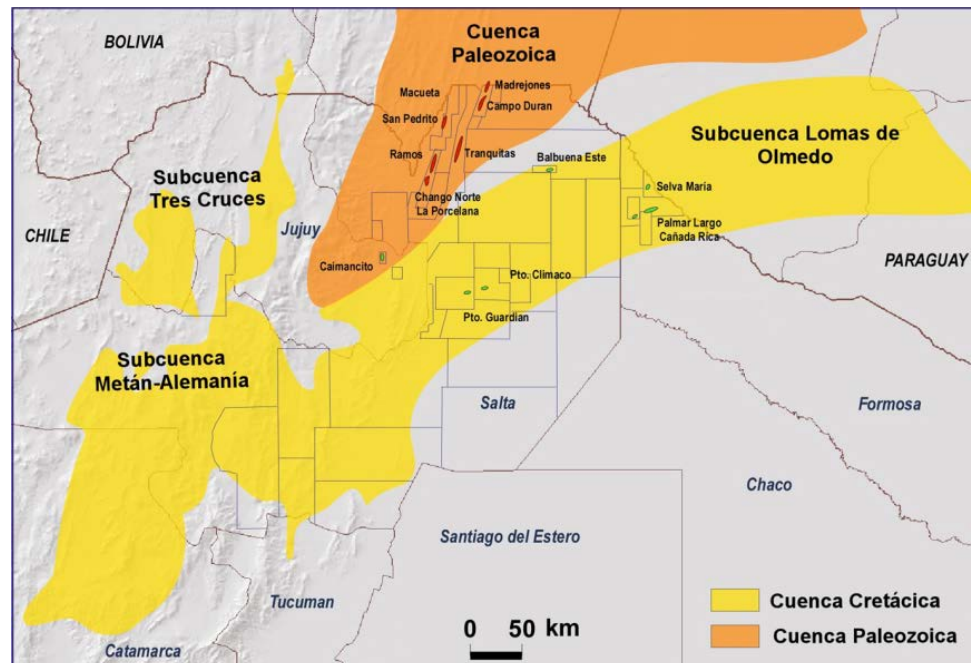 BOLIVIA
Cuenca
Paleozoica
Madrejones
Macueta
Campo Duran
San Pedrito
Subcuenca Lomas de
Olmedo
Ramos
Tranquitas
Balbuena Este
Subcuenca
Tres Cruces
Selva María
Chango Norte
La Porcelana
CHILE
Jujuy
Palmar Largo
Cañada Rica
Caimancito
PARAGUAY
Pto. Climaco
Pto. Guardian
Subcuenca
Metán-Alemanía
Salta
Formosa
Chaco
Santiago del Estero
Cuenca Cretácica
Tucuman
0 50 km
Cuenca Paleozoica
Catamarca